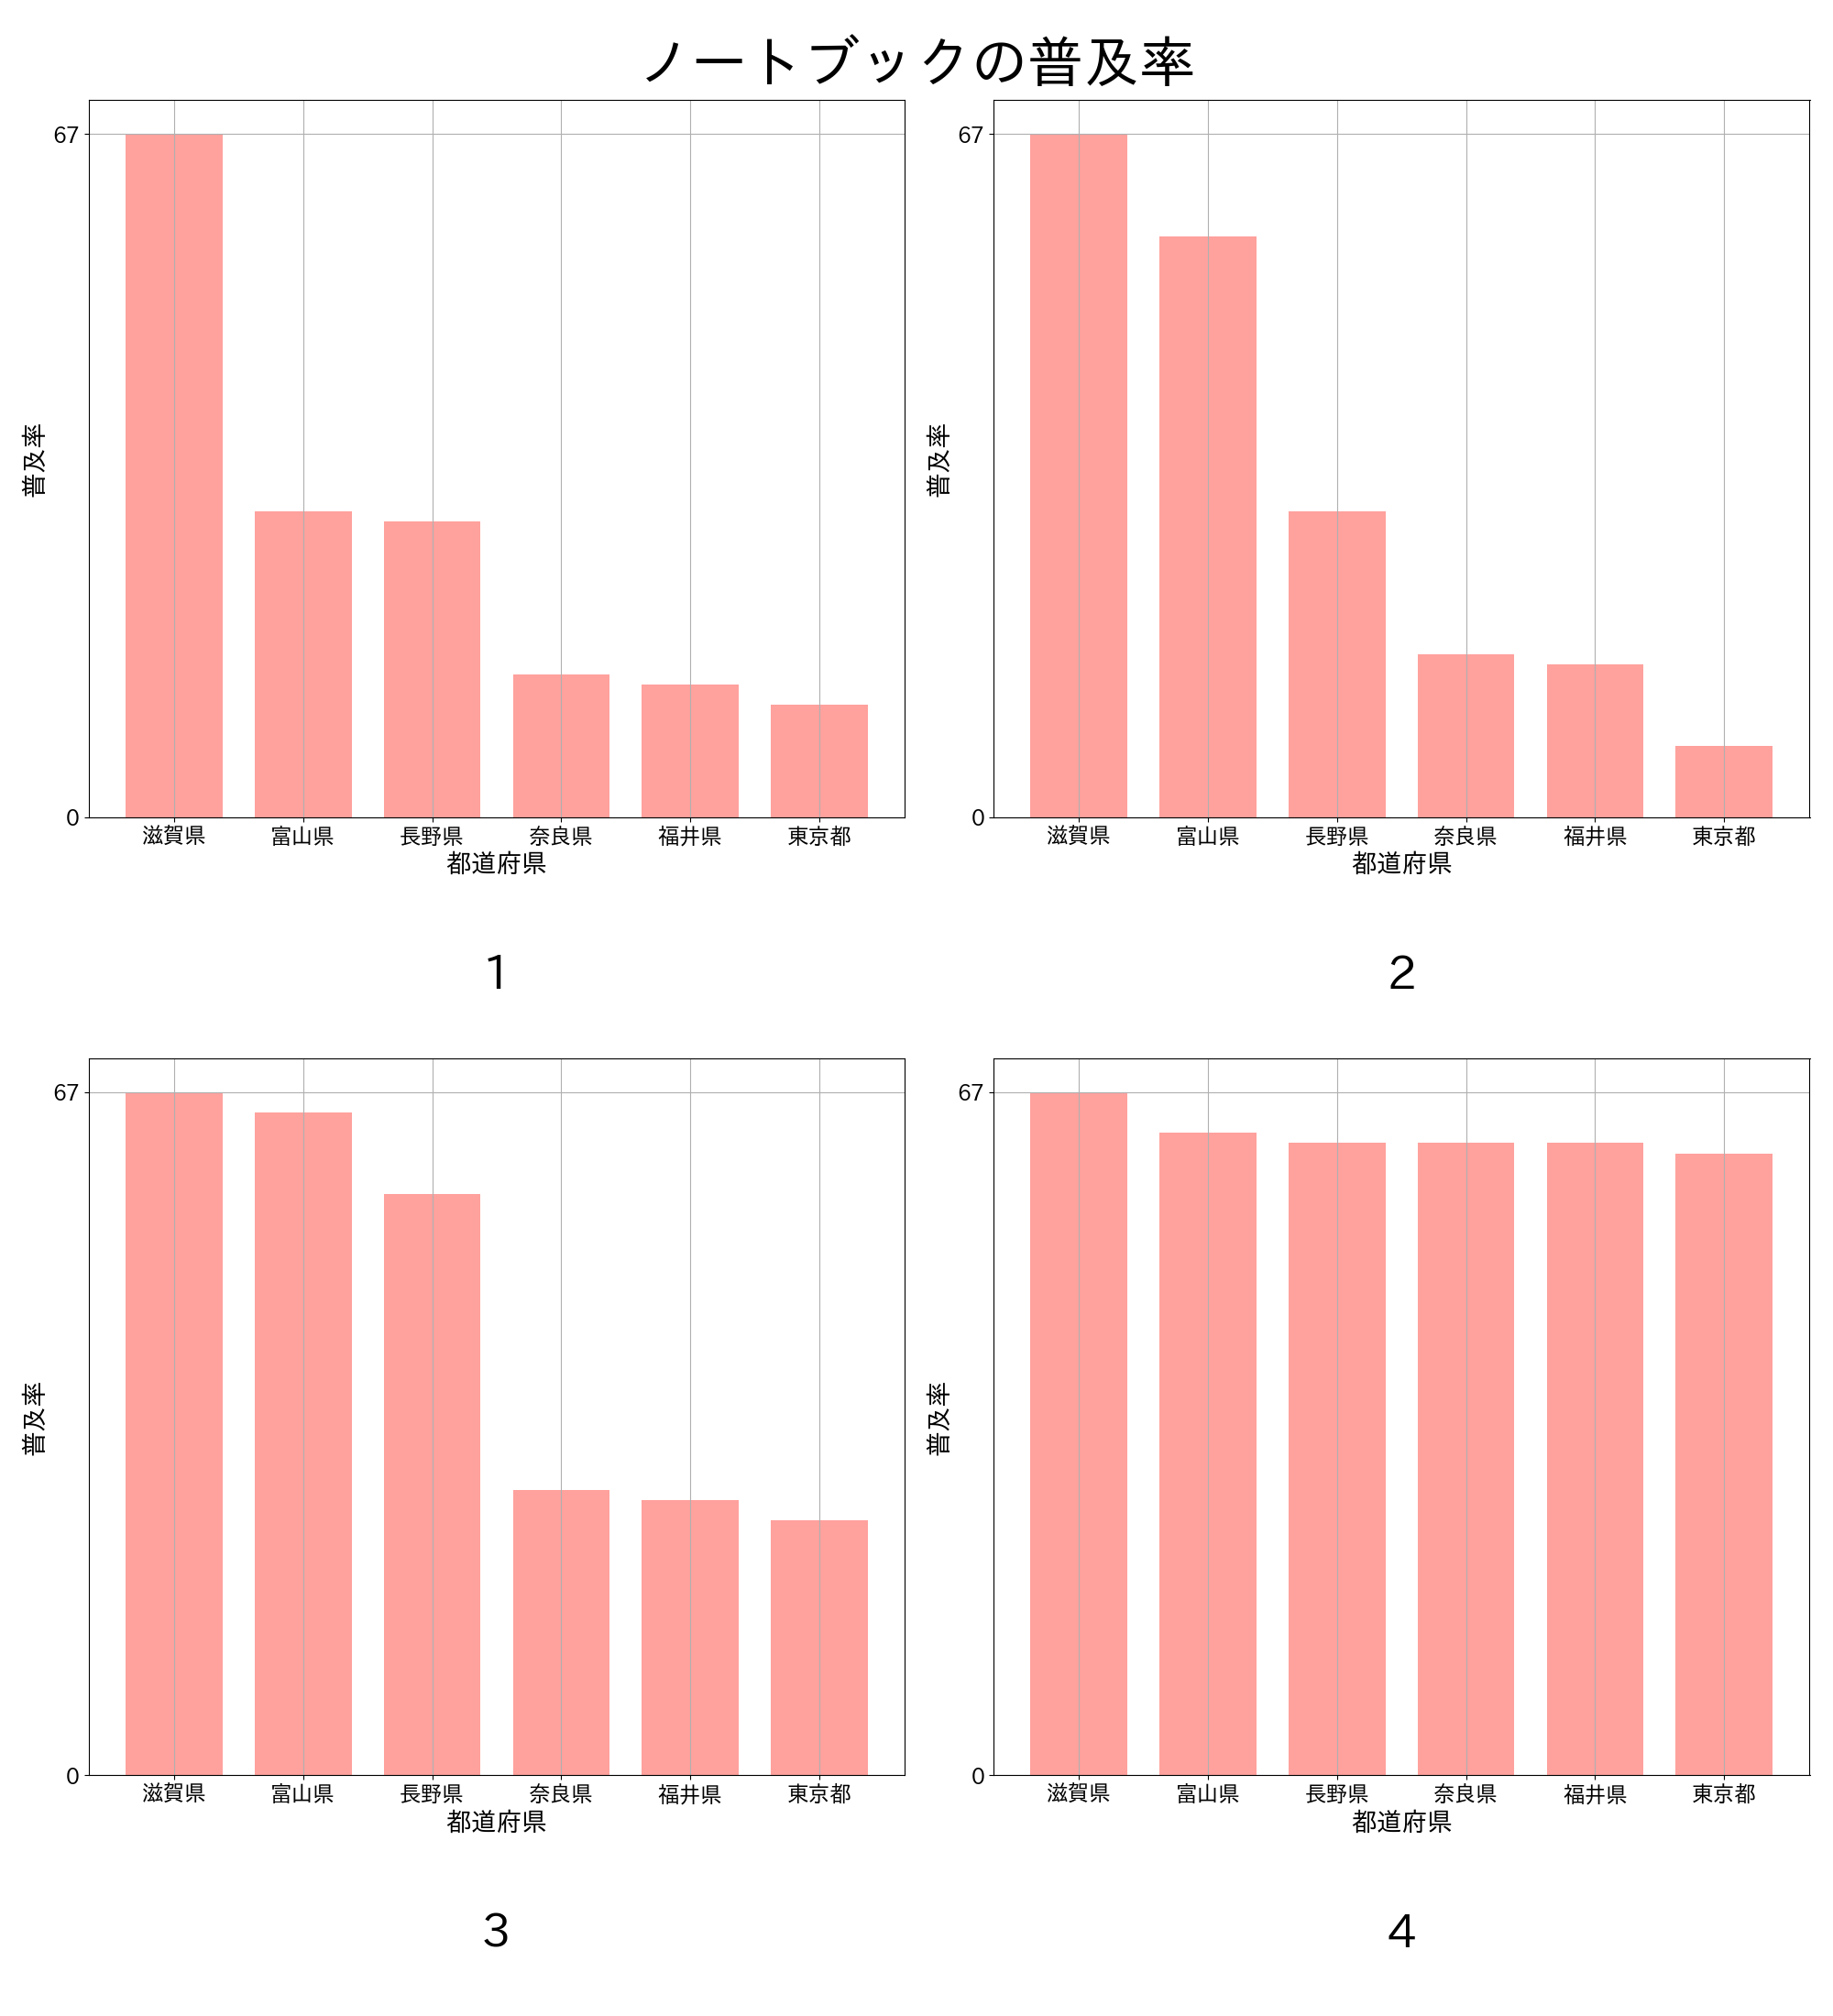 ノートブックの普及率
67
0
普及率
滋賀県 富山県 長野県 奈良県 福井県 東京都
都道府県
1
67
0
普及率
滋賀県 富山県 長野県 奈良県 福井県 東京都
都道府県
2
67
0
普及率
滋賀県 富山県 長野県 奈良県 福井県 東京都
都道府県
3
67
0
普及率
滋賀県 富山県 長野県 奈良県 福井県 東京都
都道府県
4